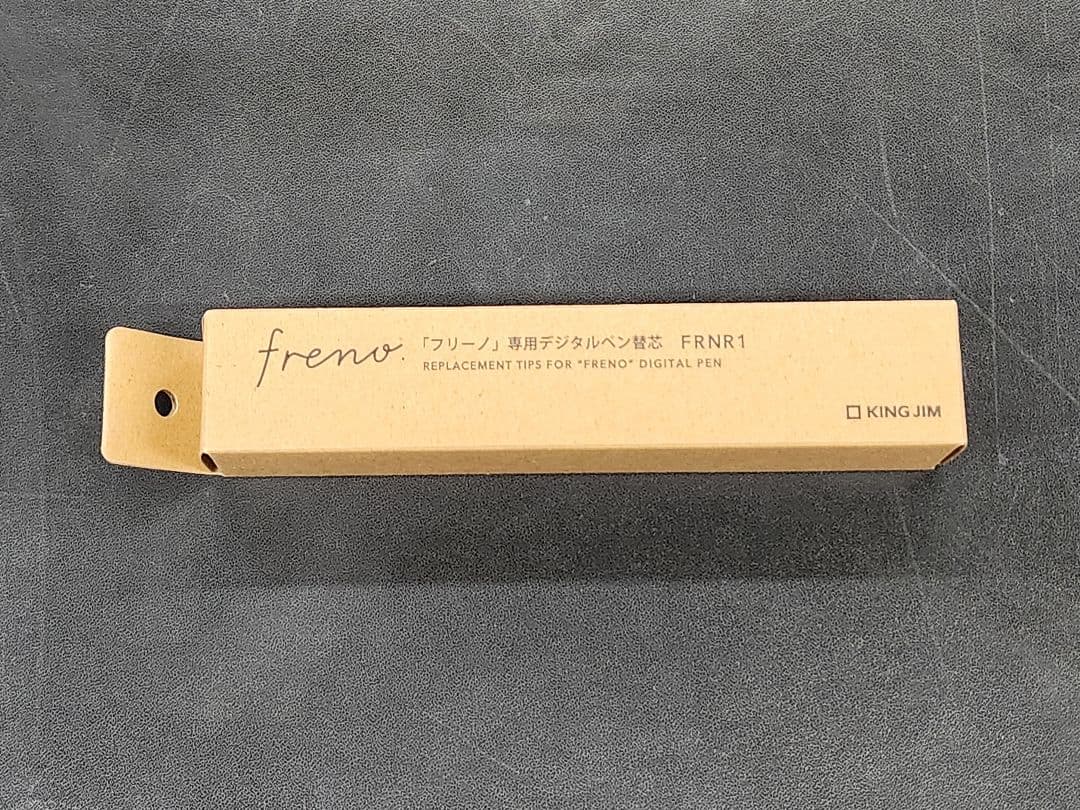 freno.
「フリーノ」専用デジタルペン替芯 FRNR1
REPLACEMENT TIPS FOR "FRENO" DIGITAL PEN
KING JIM